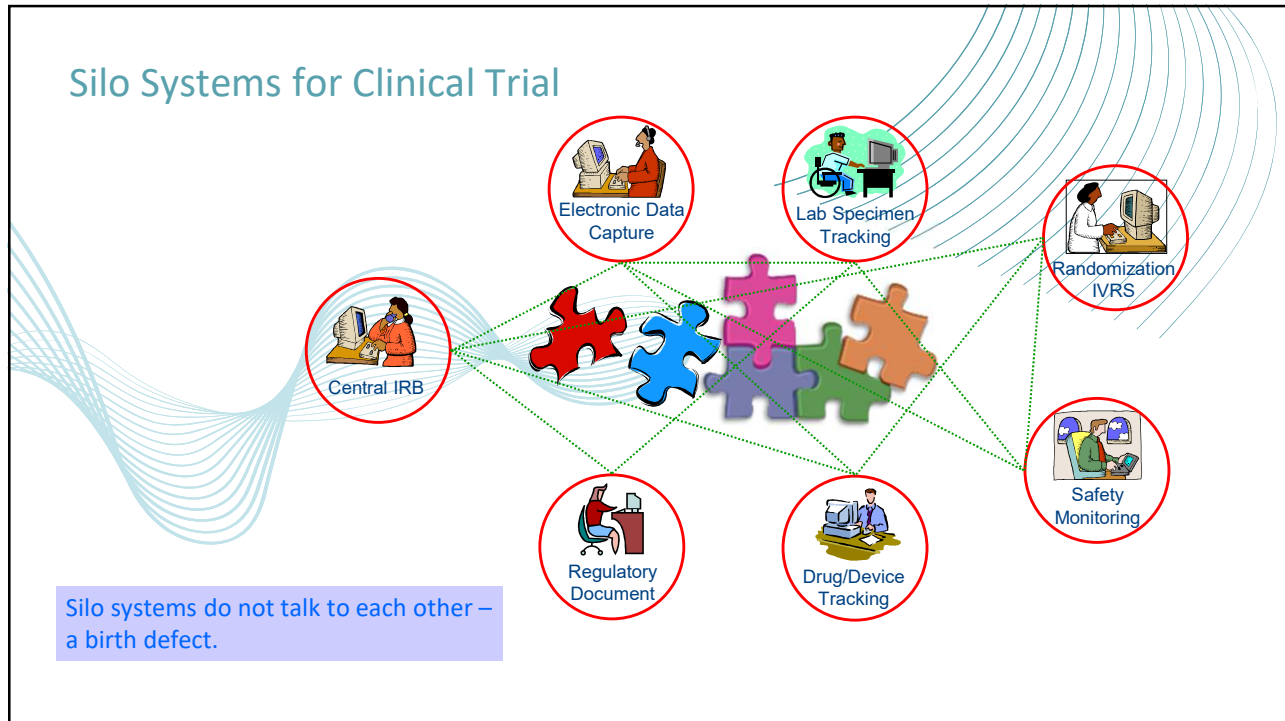 Silo Systems for Clinical Trial
Electronic Data
Capture
Lab Specimen
Tracking
Randomization
IVRS
Central IRB
Safety
Monitoring
Regulatory
Document
Drug/Device
Tracking
Silo systems do not talk to each other –
a birth defect.